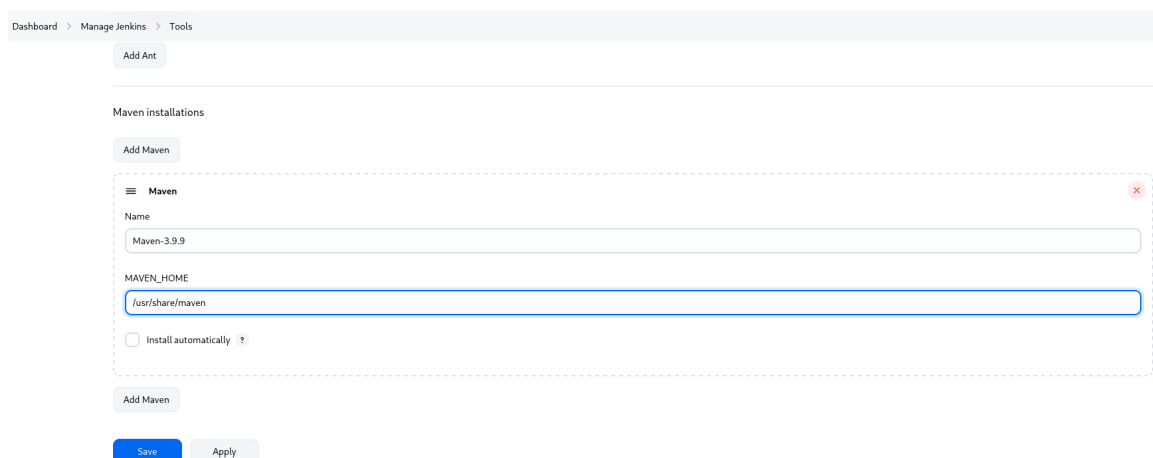 Dashboard > Manage Jenkins > Tools
Add Ant
Maven installations
Add Maven
Maven
Name
Maven-3.9.9
MAVEN_HOME
/usr/share/maven
Install automatically ?
Add Maven
Save Apply